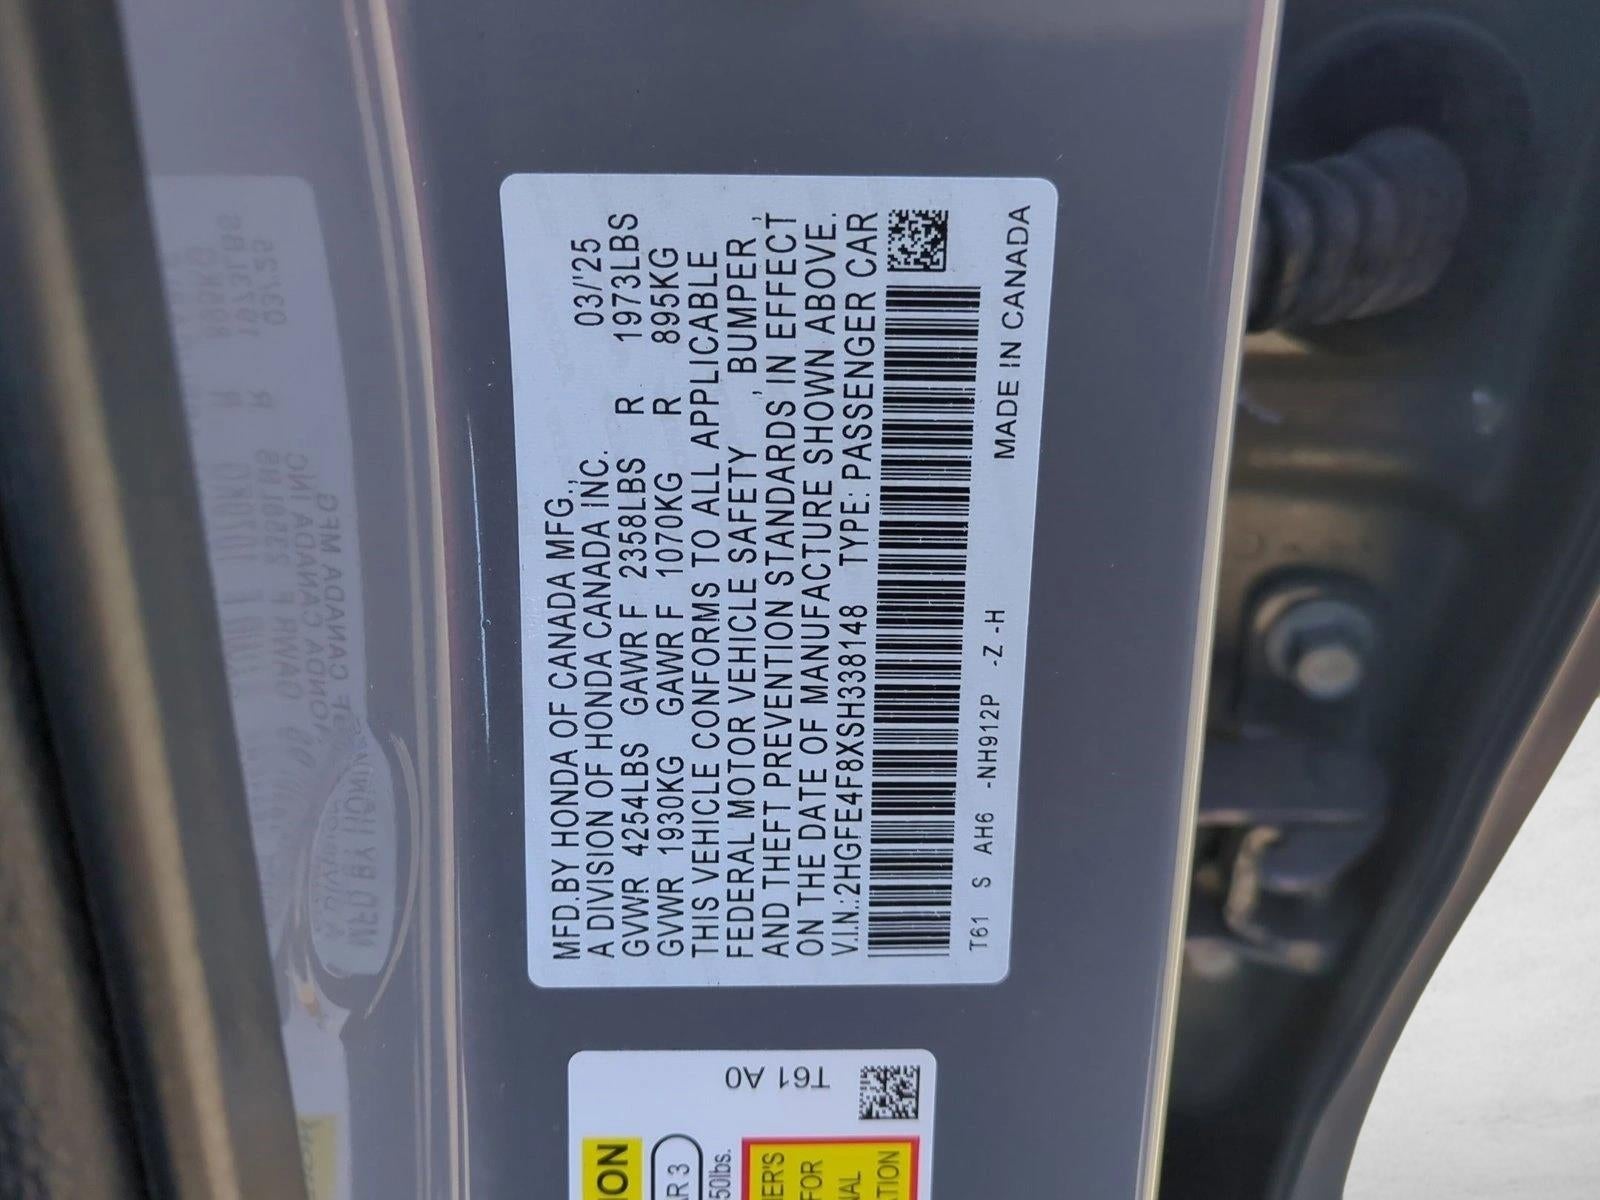 MFD.BY HONDA OF CANADA MFG., 03/'25
A DIVISION OF HONDA CANADA INC.
GVWR 4254LBS GAWR F 2358LBS R 1973LBS
GVWR 1930KG GAWR F 1070KG R 895KG
THIS VEHICLE CONFORMS TO ALL APPLICABLE
FEDERAL MOTOR VEHICLE SAFETY , BUMPER ,
AND THEFT PREVENTION STANDARDS IN EFFECT
ON THE DATE OF MANUFACTURE SHOWN ABOVE.
V.I.N.:2HGFE4F8XSH338148 TYPE: PASSENGER CAR
T61 S AH6 -NH912P -Z -H
MADE IN CANADA
T61 A0